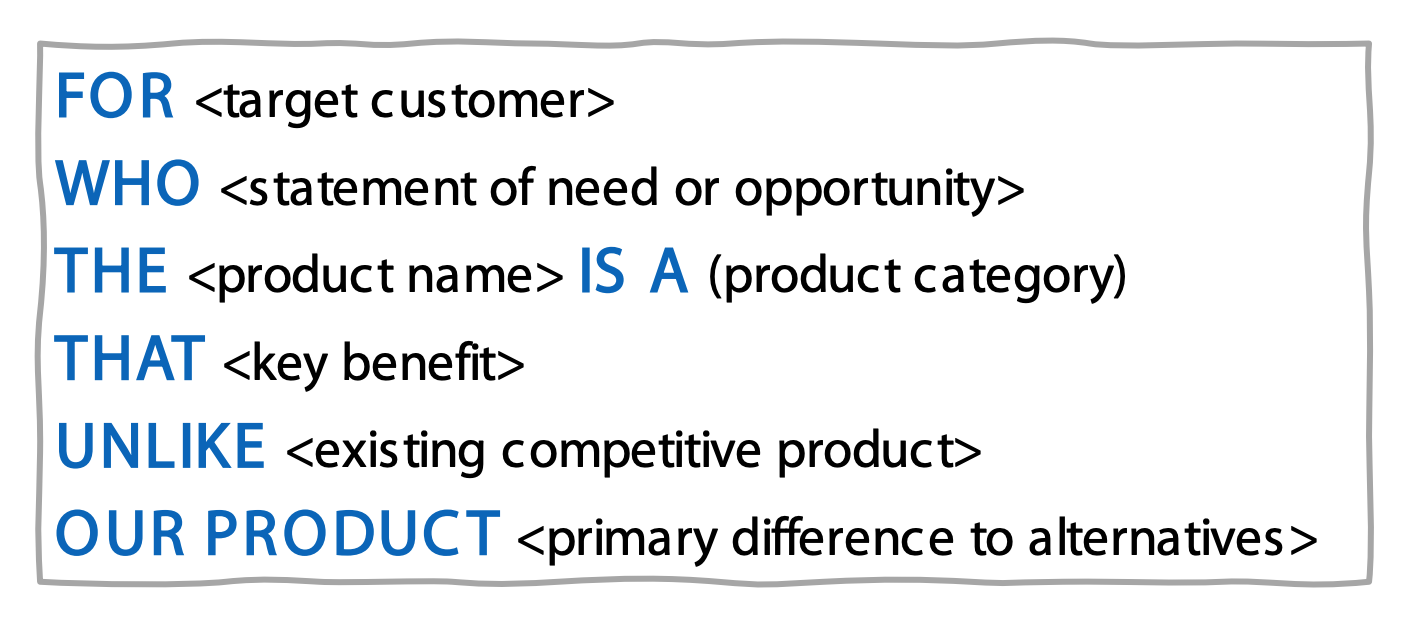 FOR <target customer>
WHO <statement of need or opportunity>
THE <product name> IS A (product category)
THAT <key benefit>
UNLIKE <existing competitive product>
OUR PRODUCT <primary difference to alternatives>